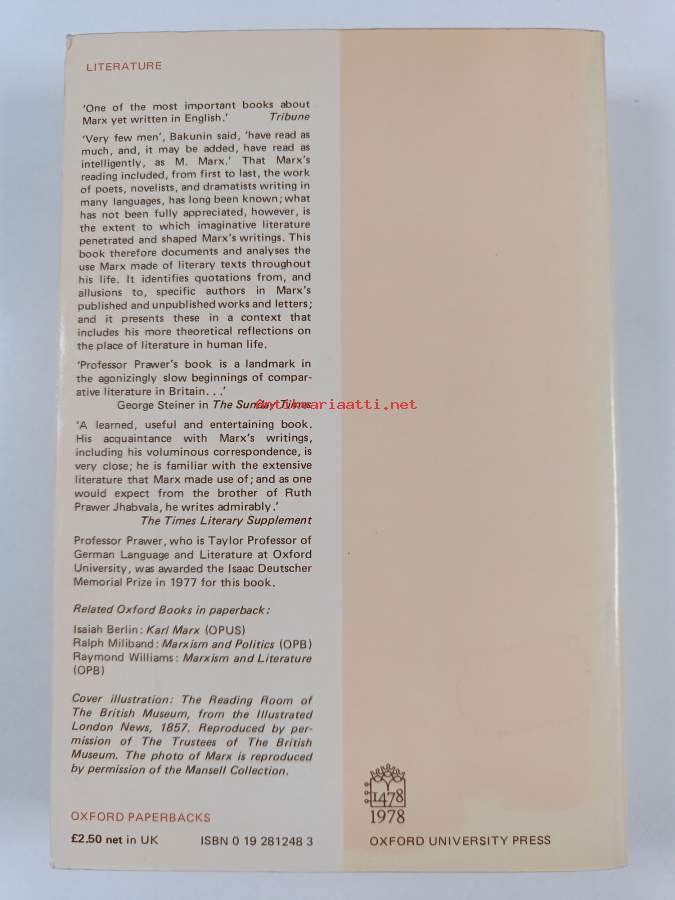 LITERATURE
‘One of the most important books about
Marx yet written in English.’ Tribune
‘Very few men’, Bakunin said, ‘have read as
much, and, it may be added, have read as
intelligently, as M. Marx.’ That Marx’s
reading included, from first to last, the work
of poets, novelists, and dramatists writing in
many languages, has long been known; what
has not been fully appreciated, however, is
the extent to which imaginative literature
penetrated and shaped Marx’s writings. This
book therefore documents and analyses the
use Marx made of literary texts throughout
his life. It identifies quotations from, and
allusions to, specific authors in Marx’s
published and unpublished works and letters;
and it presents these in a context that
includes his more theoretical reflections on
the place of literature in human life.
‘Professor Prawer’s book is a landmark in
the agonizingly slow beginnings of compar-
ative literature in Britain. . .’
George Steiner in The Sunday Times
antikvariaatti.net
‘A learned, useful and entertaining book.
His acquaintance with Marx’s writings,
including his voluminous correspondence, is
very close; he is familiar with the extensive
literature that Marx made use of; and as one
would expect from the brother of Ruth
Prawer Jhabvala, he writes admirably.’
The Times Literary Supplement
Professor Prawer, who is Taylor Professor of
German Language and Literature at Oxford
University, was awarded the Isaac Deutscher
Memorial Prize in 1977 for this book.
Related Oxford Books in paperback:
Isaiah Berlin: Karl Marx (OPUS)
Ralph Miliband: Marxism and Politics (OPB)
Raymond Williams: Marxism and Literature
(OPB)
Cover illustration: The Reading Room of
The British Museum, from the Illustrated
London News, 1857. Reproduced by per-
mission of The Trustees of The British
Museum. The photo of Marx is reproduced
by permission of the Mansell Collection.
OXFORD PAPERBACKS
£2.50 net in UK ISBN 0 19 281248 3
1478
1978
OXFORD UNIVERSITY PRESS